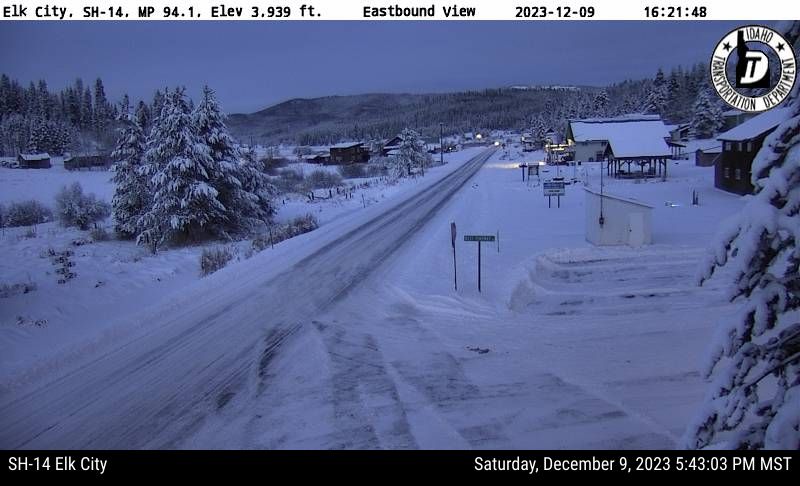 Elk City, SH-14, MP 94.1, Elev 3,939 ft. Eastbound View 2023-12-09 16:21:48
IDAHO
TRANSPORTATION DEPARTMENT
SH-14 Elk City
Saturday, December 9, 2023 5:43:03 PM MST